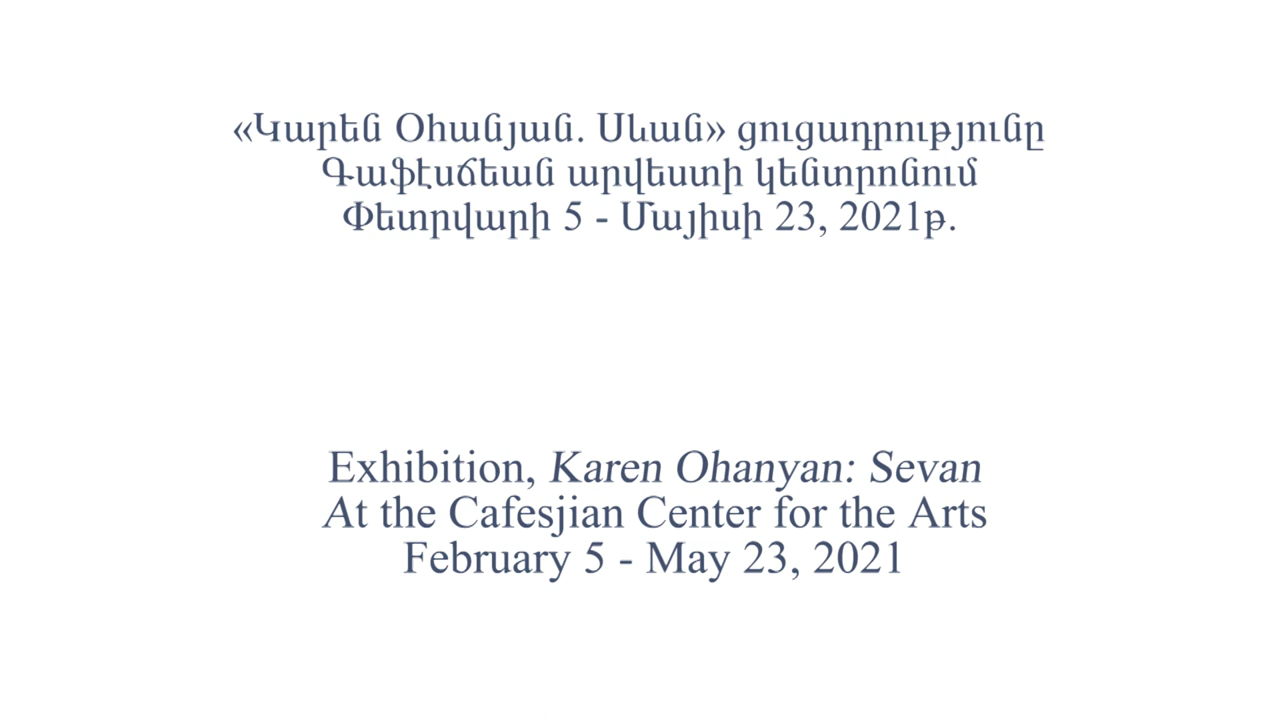 «Կարեն Օհանյան. Սևան» ցուցադրությունը
Գաֆէսճեան արվեստի կենտրոնում
Փետրվարի 5 - Մայիսի 23, 2021թ.
Exhibition, Karen Ohanyan: Sevan
At the Cafesjian Center for the Arts
February 5 - May 23, 2021